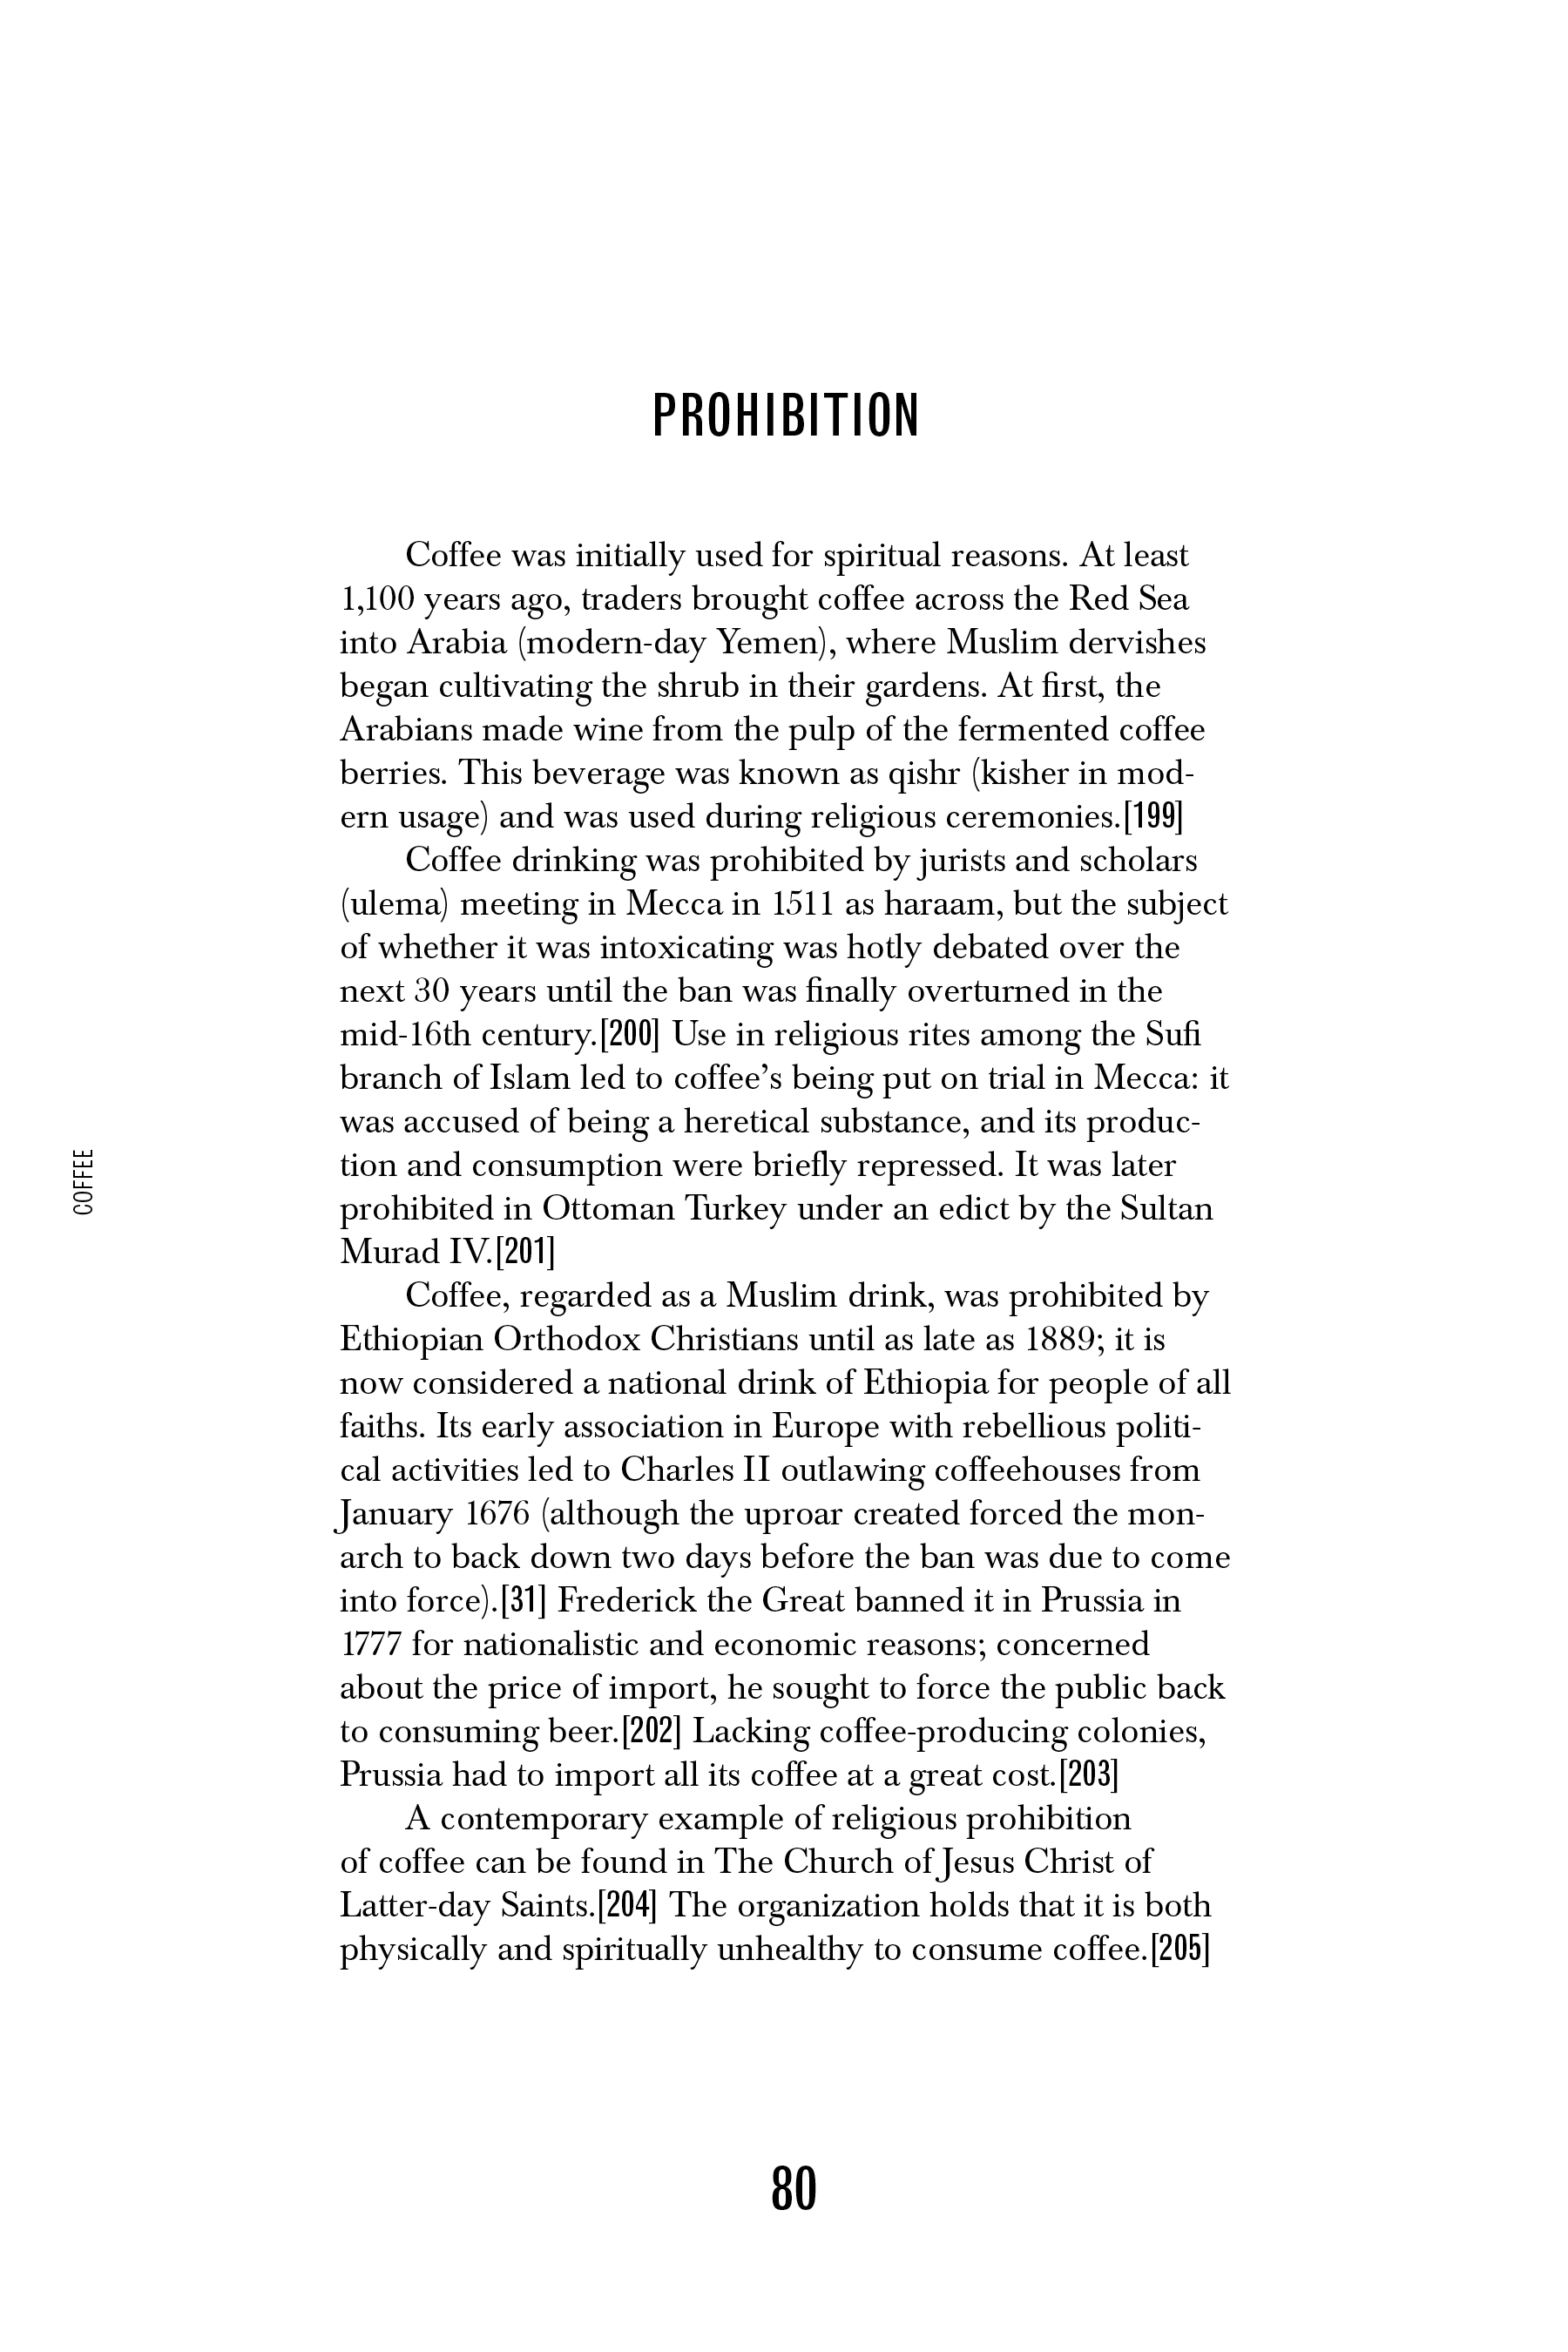 PROHIBITION
Coffee was initially used for spiritual reasons. At least
1,100 years ago, traders brought coffee across the Red Sea
into Arabia (modern-day Yemen), where Muslim dervishes
began cultivating the shrub in their gardens. At first, the
Arabians made wine from the pulp of the fermented coffee
berries. This beverage was known as qishr (kisher in mod-
ern usage) and was used during religious ceremonies.[199]
Coffee drinking was prohibited by jurists and scholars
(ulema) meeting in Mecca in 1511 as haraam, but the subject
of whether it was intoxicating was hotly debated over the
next 30 years until the ban was finally overturned in the
mid-16th century.[200] Use in religious rites among the Sufi
branch of Islam led to coffee’s being put on trial in Mecca: it
was accused of being a heretical substance, and its produc-
tion and consumption were briefly repressed. It was later
prohibited in Ottoman Turkey under an edict by the Sultan
Murad IV.[201]
Coffee, regarded as a Muslim drink, was prohibited by
Ethiopian Orthodox Christians until as late as 1889; it is
now considered a national drink of Ethiopia for people of all
faiths. Its early association in Europe with rebellious politi-
cal activities led to Charles II outlawing coffeehouses from
January 1676 (although the uproar created forced the mon-
arch to back down two days before the ban was due to come
into force).[31] Frederick the Great banned it in Prussia in
1777 for nationalistic and economic reasons; concerned
about the price of import, he sought to force the public back
to consuming beer.[202] Lacking coffee-producing colonies,
Prussia had to import all its coffee at a great cost.[203]
A contemporary example of religious prohibition
of coffee can be found in The Church of Jesus Christ of
Latter-day Saints.[204] The organization holds that it is both
physically and spiritually unhealthy to consume coffee.[205]
COFFEE
80